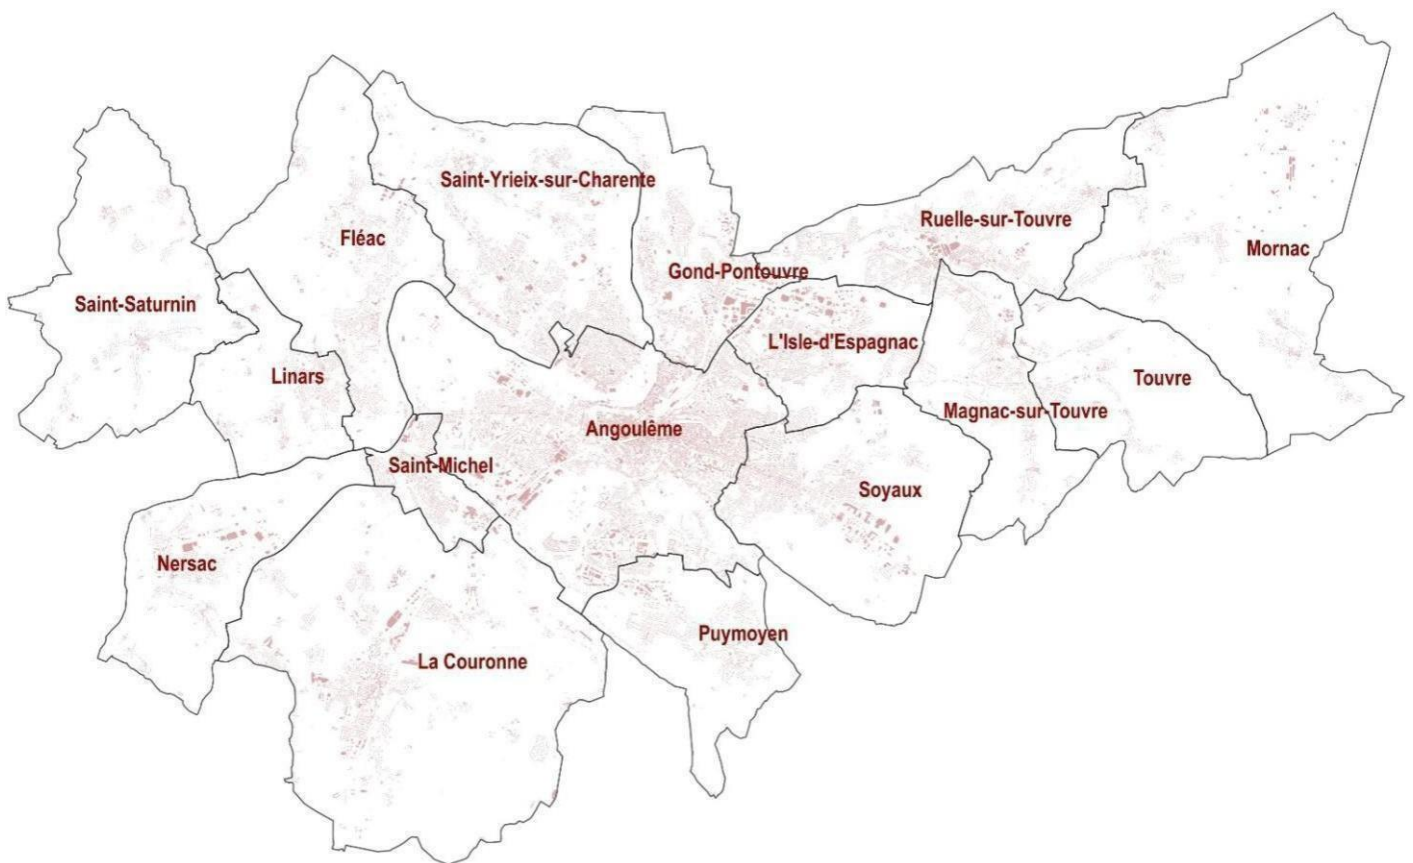 Saint-Yrieix-sur-Charente
Ruelle-sur-Touvre
Fléac
Mornac
Gond-Pontouvre
Saint-Saturnin
L'Isle-d'Espagnac
Linars
Touvre
Magnac-sur-Touvre
Angoulême
Saint-Michel
Soyaux
Nersac
Puymoyen
La Couronne